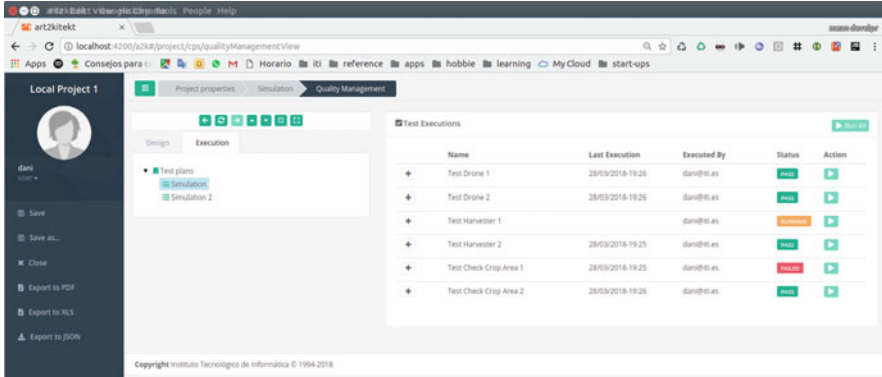 People Help
art2kitekt
localhost:4200/a2k#/project/cps/qualityManagementView
Apps
Consejos para
Horario
iti
reference
apps
hobbie
learning
My Cloud
start-ups
Local Project 1
Project properties
Simulation
Quality Management
dani
user
Save
Save as...
Close
Export to PDF
Export to XLS
Export to JSON
Design
Execution
Test plans
Simulation
Simulation 2
Test Executions
Run All
Name Last Execution Executed By Status Action
Test Drone 1 28/03/2018-19:26 dani@iti.es PASS
Test Drone 2 28/03/2018-19:26 dani@iti.es PASS
Test Harvester 1 dani@iti.es RUNNING
Test Harvester 2 28/03/2018-19:25 dani@iti.es PASS
Test Check Crop Area 1 28/03/2018-19:25 dani@iti.es FAILED
Test Check Crop Area 2 28/03/2018-19:26 dani@iti.es PASS
Copyright Instituto Tecnológico de Informática © 1994-2018